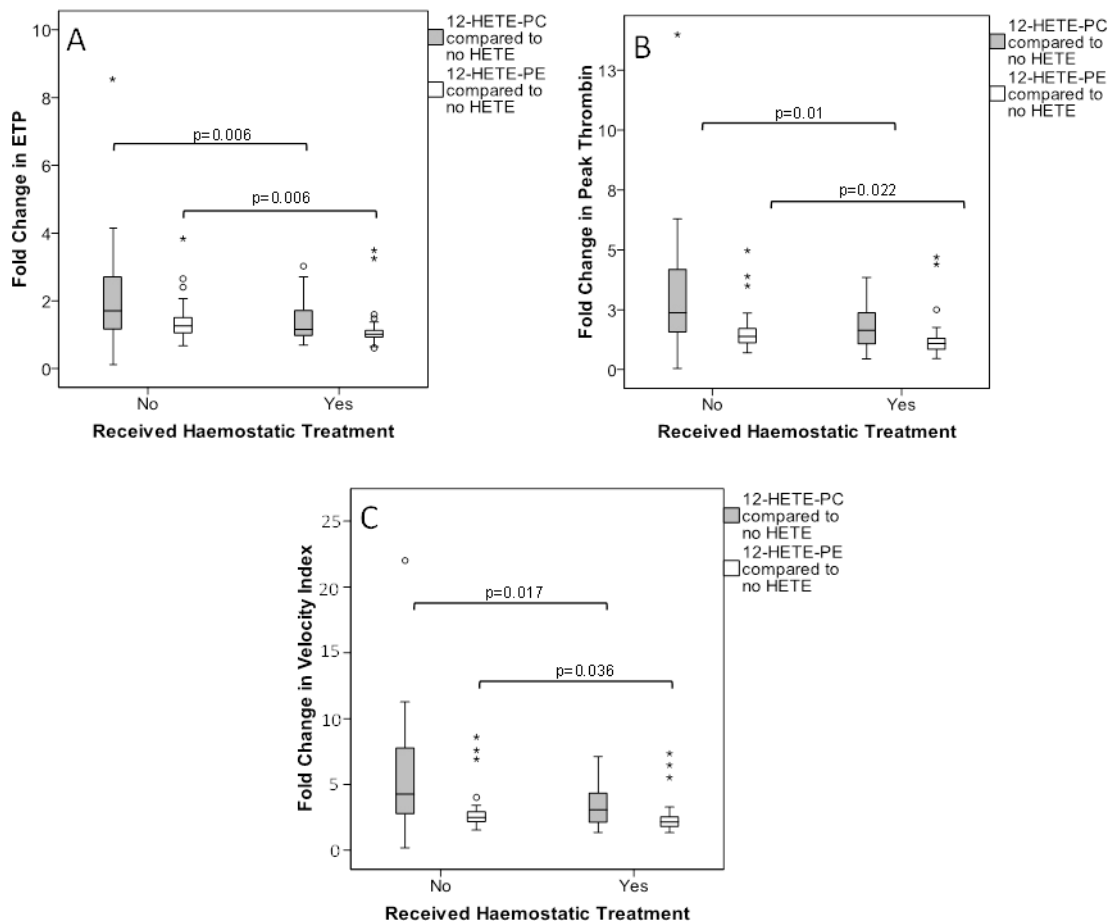 A
12-HETE-PC
compared to
no HETE
12-HETE-PE
compared to
no HETE
10
8
6
4
2
0
Fold Change in ETP
p=0.006
p=0.006
No
Yes
Received Haemostatic Treatment
B
12-HETE-PC
compared to
no HETE
12-HETE-PE
compared to
no HETE
13
10
8
5
3
0
Fold Change in Peak Thrombin
p=0.01
p=0.022
No
Yes
Received Haemostatic Treatment
C
12-HETE-PC
compared to
no HETE
12-HETE-PE
compared to
no HETE
25
20
15
10
5
0
Fold Change in Velocity Index
p=0.017
p=0.036
No
Yes
Received Haemostatic Treatment